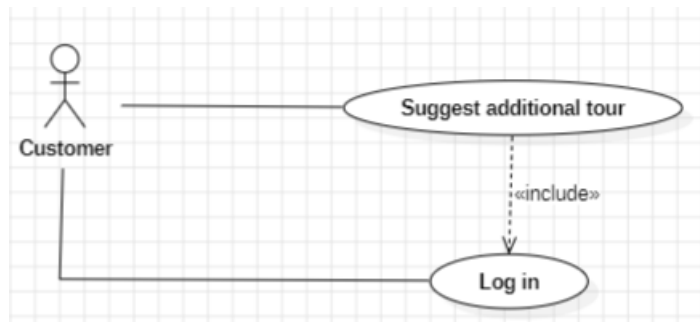 Suggest additional tour
Customer
«include»
Log in